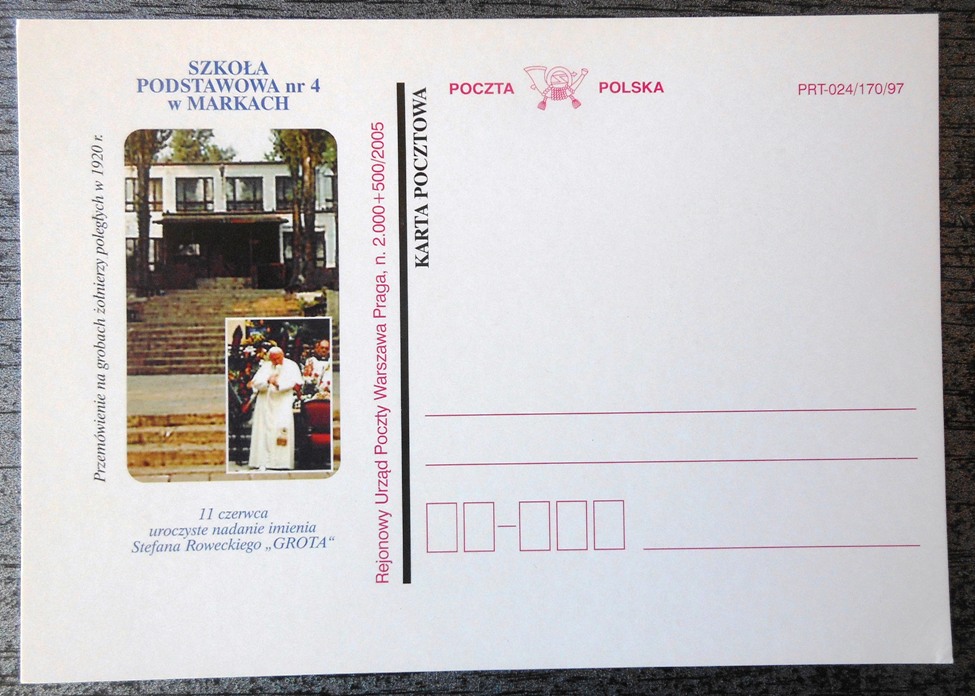 SZKOŁA
PODSTAWOWA nr 4
w MARKACH
Przemówienie na grobach żołnierzy poległych w 1920 r.
11 czerwca
uroczyste nadanie imienia
Stefana Roweckiego „GROTA“
Rejonowy Urząd Poczty Warszawa Praga, n. 2.000+500/2005
KARTA POCZTOWA
POCZTA POLSKA
PRT-024/170/97